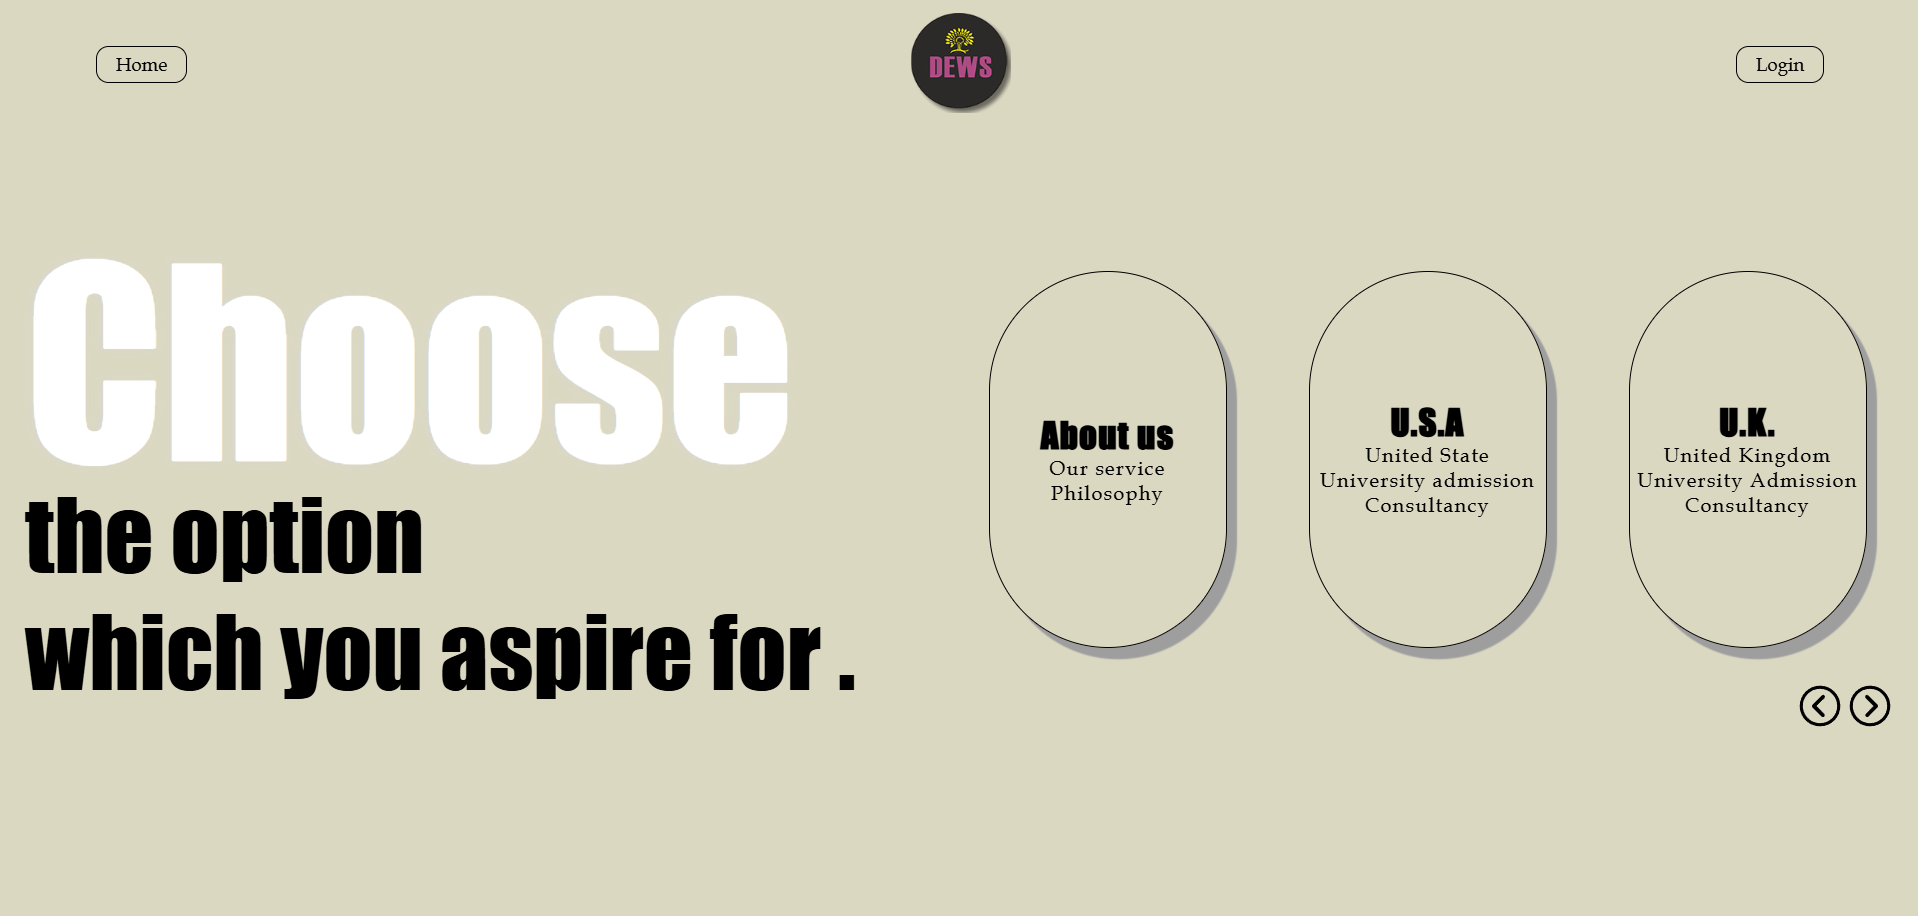 Home
DEWS
Login
Choose
the option
which you aspire for .
About us
Our service
Philosophy
U.S.A
United State
University admission
Consultancy
U.K.
United Kingdom
University Admission
Consultancy